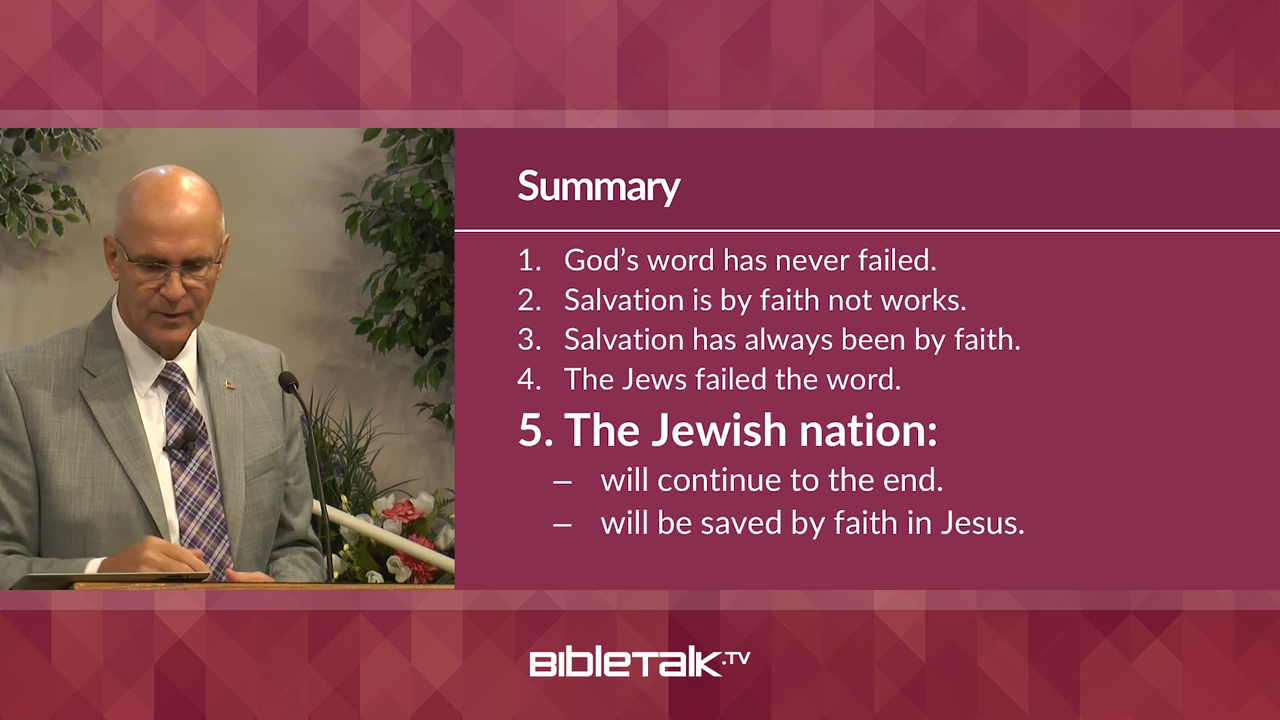 Summary
1. God's word has never failed.
2. Salvation is by faith not works.
3. Salvation has always been by faith.
4. The Jews failed the word.
5. The Jewish nation:
– will continue to the end.
– will be saved by faith in Jesus.
BIBLETALK.TV